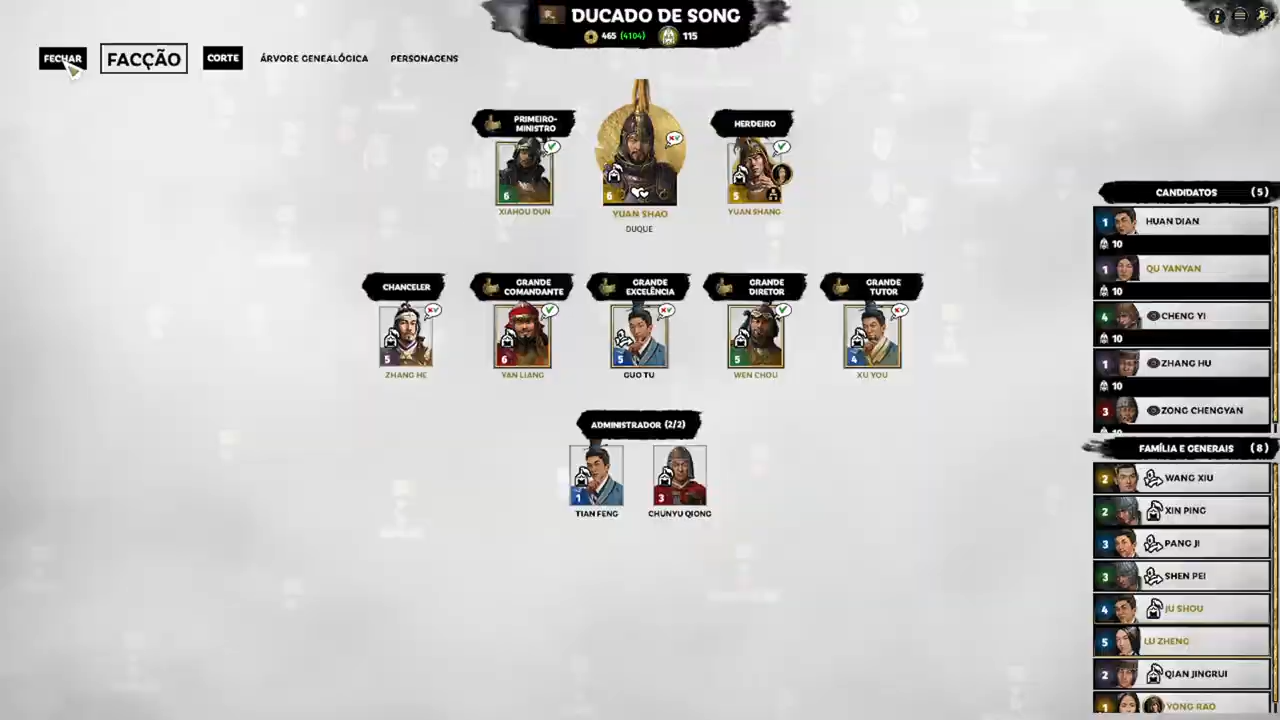 DUCADO DE SONG
465 (4104) 115
FECHAR
FACÇÃO
CORTE
ÁRVORE GENEALÓGICA
PERSONAGENS
PRIMEIRO-
MINISTRO
6
XIAHOU DUN
6
YUAN SHAO
DUQUE
HERDEIRO
5
YUAN SHANG
CHANCELER
5
ZHANG HE
GRANDE
COMANDANTE
6
YAN LIANG
GRANDE
EXCELÊNCIA
5
GUO TU
GRANDE
DIRETOR
5
WEN CHOU
GRANDE
TUTOR
4
XU YOU
ADMINISTRADOR (2/2)
1
TIAN FENG
3
CHUNYU QIONG
CANDIDATOS (5)
1 HUAN DIAN
10
1 QU YANYAN
10
4 CHENG YI
10
1 ZHANG HU
10
3 ZONG CHENGYAN
10
FAMÍLIA E GENERAIS (8)
2 WANG XIU
2 XIN PING
3 PANG JI
3 SHEN PEI
4 JU SHOU
5 LU ZHENG
2 QIAN JINGRUI
1 YONG RAO